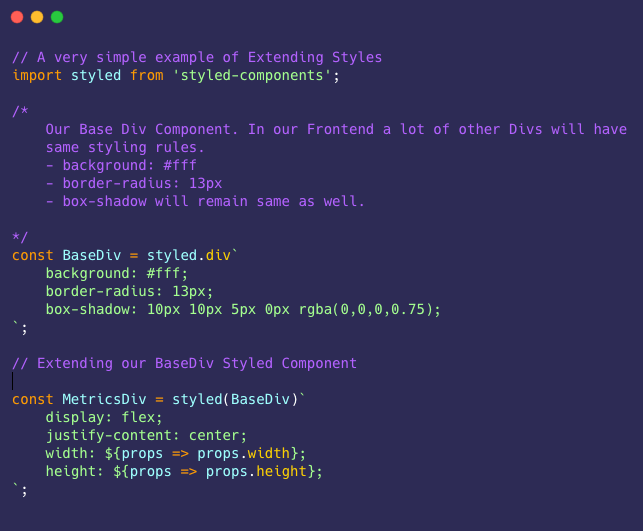 // A very simple example of Extending Styles
import styled from 'styled-components';
/*
Our Base Div Component. In our Frontend a lot of other Divs will have
same styling rules.
- background: #fff
- border-radius: 13px
- box-shadow will remain same as well.
*/
const BaseDiv = styled.div`
background: #fff;
border-radius: 13px;
box-shadow: 10px 10px 5px 0px rgba(0,0,0,0.75);
`;
// Extending our BaseDiv Styled Component
const MetricsDiv = styled(BaseDiv)`
display: flex;
justify-content: center;
width: ${props => props.width};
height: ${props => props.height};
`;